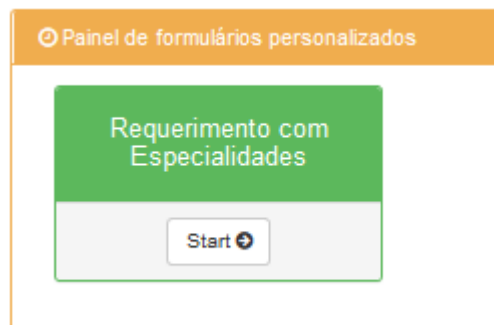 Painel de formulários personalizados
Requerimento com
Especialidades
Start